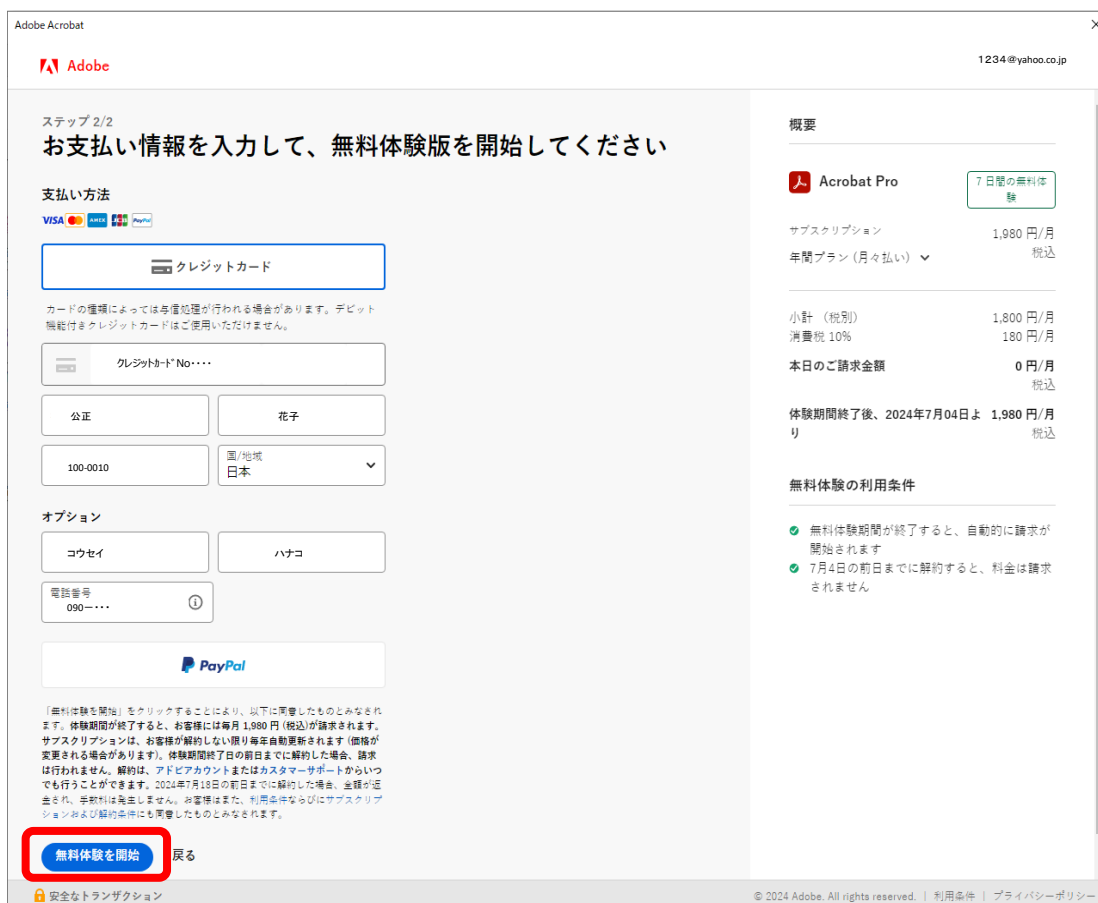 Adobe Acrobat
Adobe
1234@yahoo.co.jp
ステップ 2/2
お支払い情報を入力して、無料体験版を開始してください
支払い方法
VISA AMEX JCB PayPal
クレジットカード
カードの種類によっては与信処理が行われる場合があります。デビット
機能付きクレジットカードはご使用いただけません。
クレジットカードNo・・・・
公正
花子
100-0010
国/地域
日本
オプション
コウセイ
ハナコ
電話番号
090ー・・・
PayPal
「無料体験を開始」をクリックすることにより、以下に同意したものとみなされ
ます。体験期間が終了すると、お客様には毎月 1,980 円 (税込)が請求されます。
サブスクリプションは、お客様が解約しない限り毎年自動更新されます (価格が
変更される場合があります)。体験期間終了日の前日までに解約した場合、請求
は行われません。解約は、アドビアカウントまたはカスタマーサポートからいつ
でも行うことができます。2024年7月18日の前日までに解約した場合、全額が返
金され、手数料は発生しません。お客様はまた、利用条件ならびにサブスクリプ
ションおよび解約条件にも同意したものとみなされます。
無料体験を開始
戻る
概要
Acrobat Pro
7 日間の無料体
験
サブスクリプション
1,980 円/月
税込
年間プラン (月々払い)
小計 （税別）
1,800 円/月
消費税 10%
180 円/月
本日のご請求金額
0 円/月
税込
体験期間終了後、2024年7月04日よ
り
1,980 円/月
税込
無料体験の利用条件
無料体験期間が終了すると、自動的に請求が
開始されます
7月4日の前日までに解約すると、料金は請求
されません
安全なトランザクション
© 2024 Adobe. All rights reserved. | 利用条件 | プライバシーポリシー